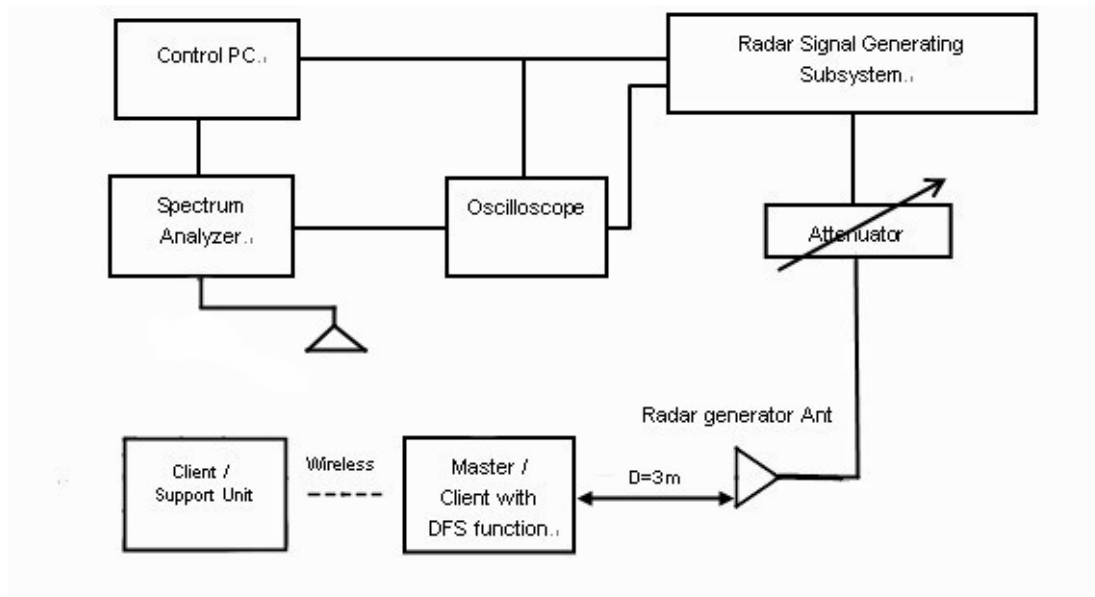 Control PC.
Radar Signal Generating
Subsystem.
Spectrum
Analyzer.
Oscilloscope
Attenuator
Radar generator Ant
Client /
Support Unit
Wireless
Master /
Client with
DFS function.
D=3m